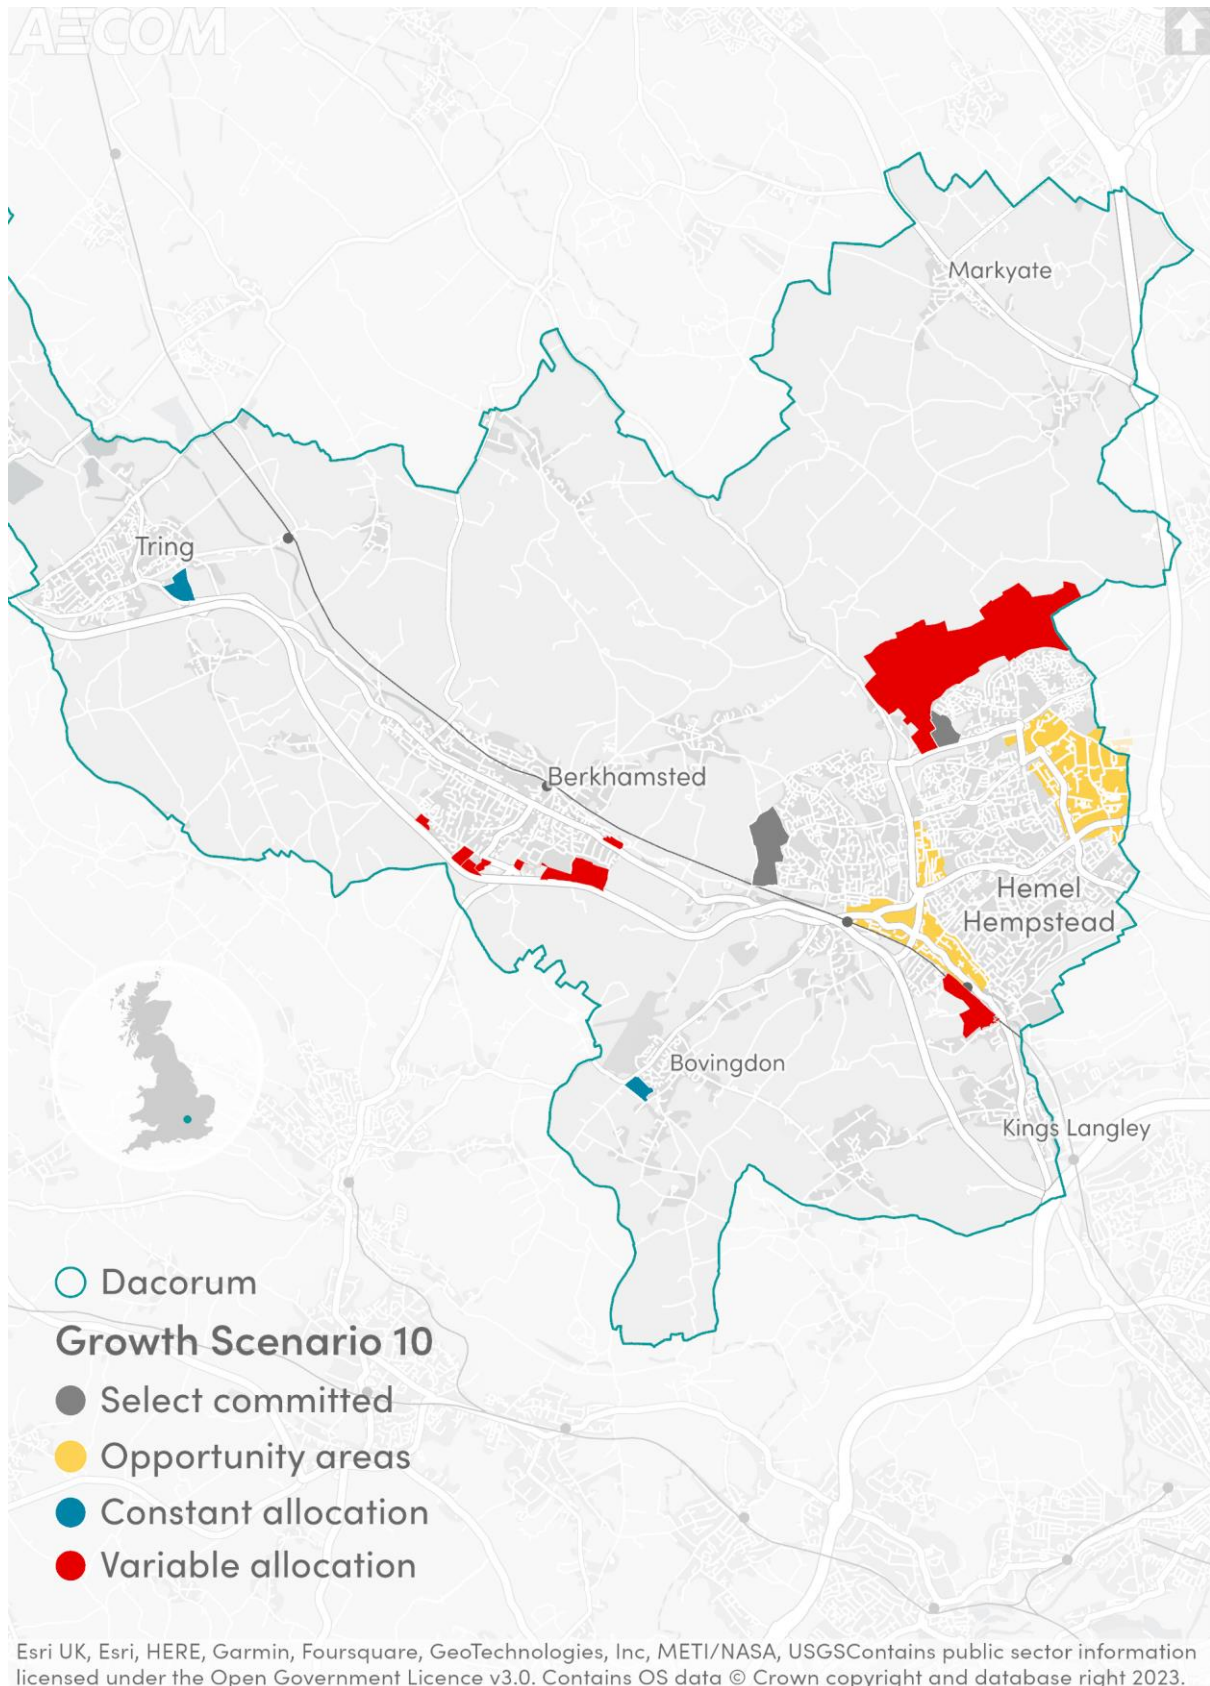 AECOM
Markyate
Tring
Berkhamsted
Hemel
Hempstead
Bovingdon
Kings Langley
Dacorum
Growth Scenario 10
Select committed
Opportunity areas
Constant allocation
Variable allocation
Esri UK, Esri, HERE, Garmin, Foursquare, GeoTechnologies, Inc, METI/NASA, USGSContains public sector information
licensed under the Open Government Licence v3.0. Contains OS data © Crown copyright and database right 2023.